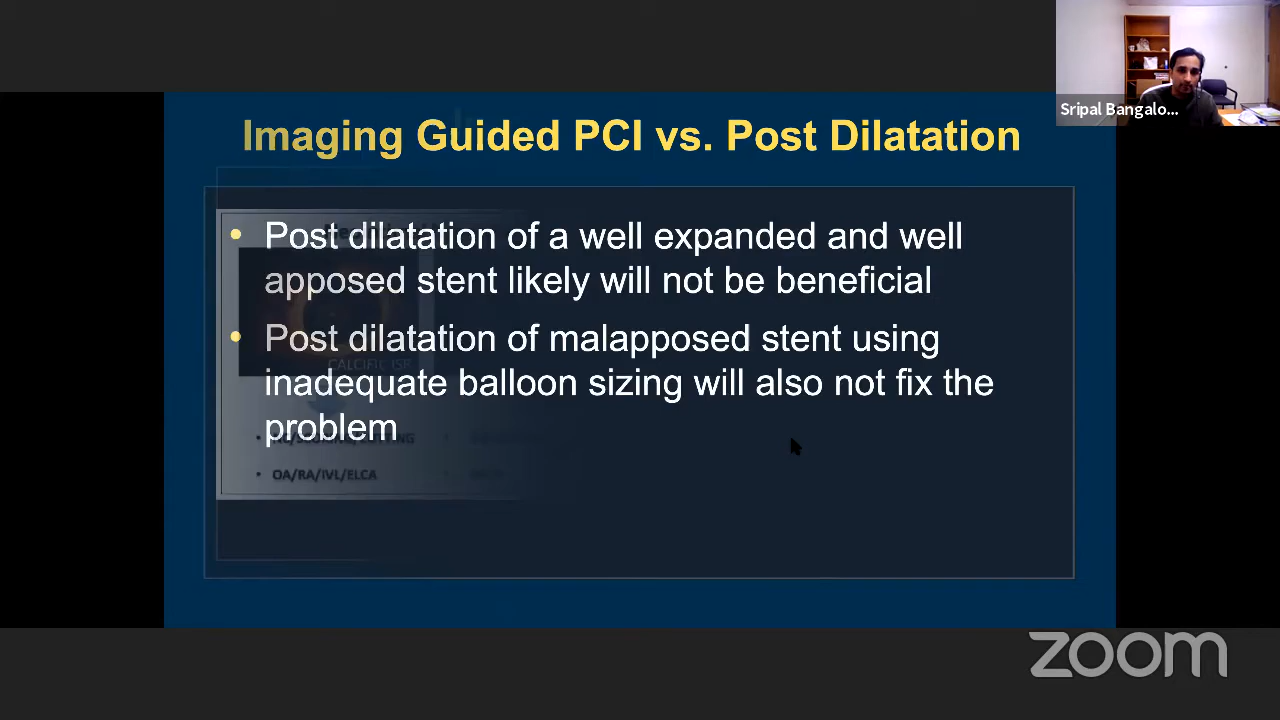 Sripal Bangalo...
Imaging Guided PCI vs. Post Dilatation
• Post dilatation of a well expanded and well
apposed stent likely will not be beneficial
• Post dilatation of malapposed stent using
inadequate balloon sizing will also not fix the
problem
CALCIFIC ISR
• OA/RA/IVL/ELCA
zoom